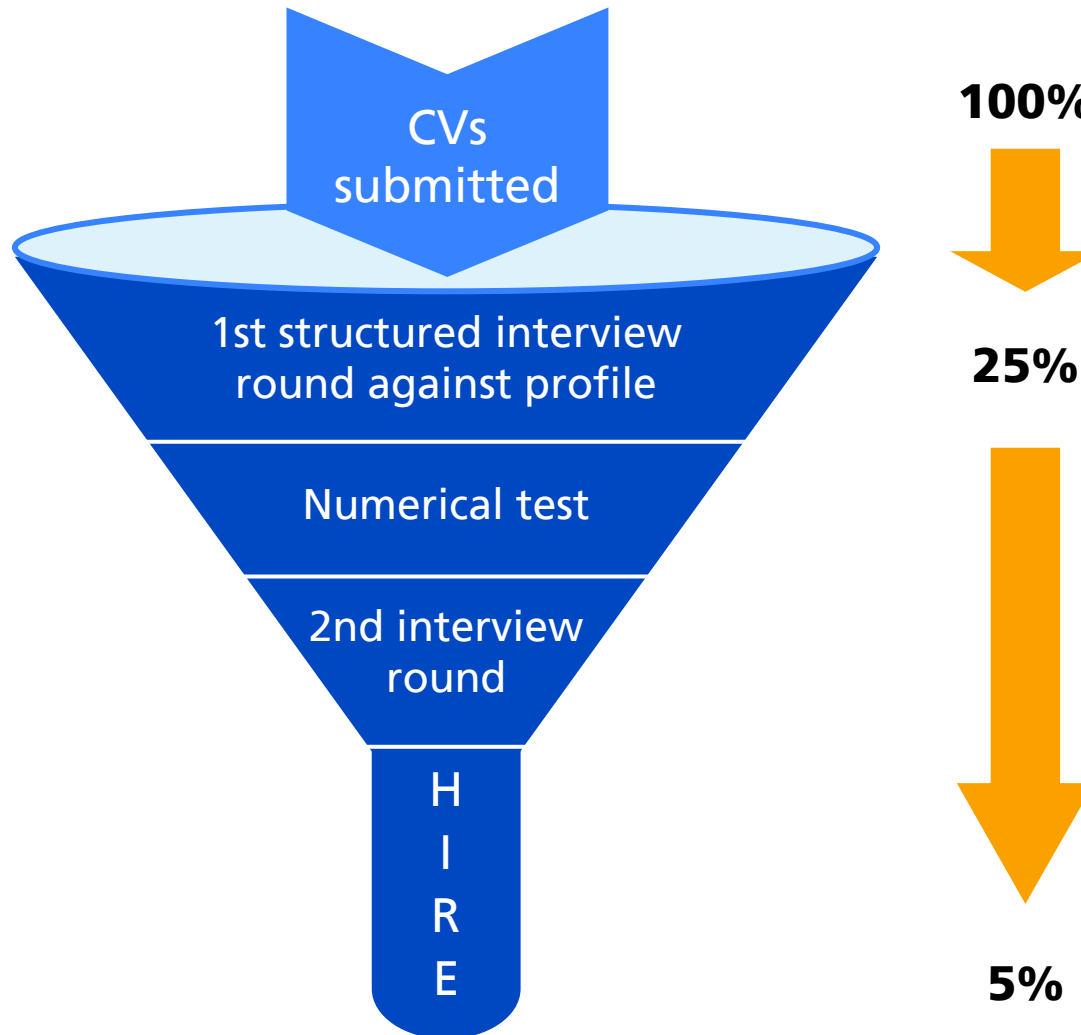 CVs
submitted
100%
1st structured interview
round against profile
25%
Numerical test
2nd interview
round
H
I
R
E
5%